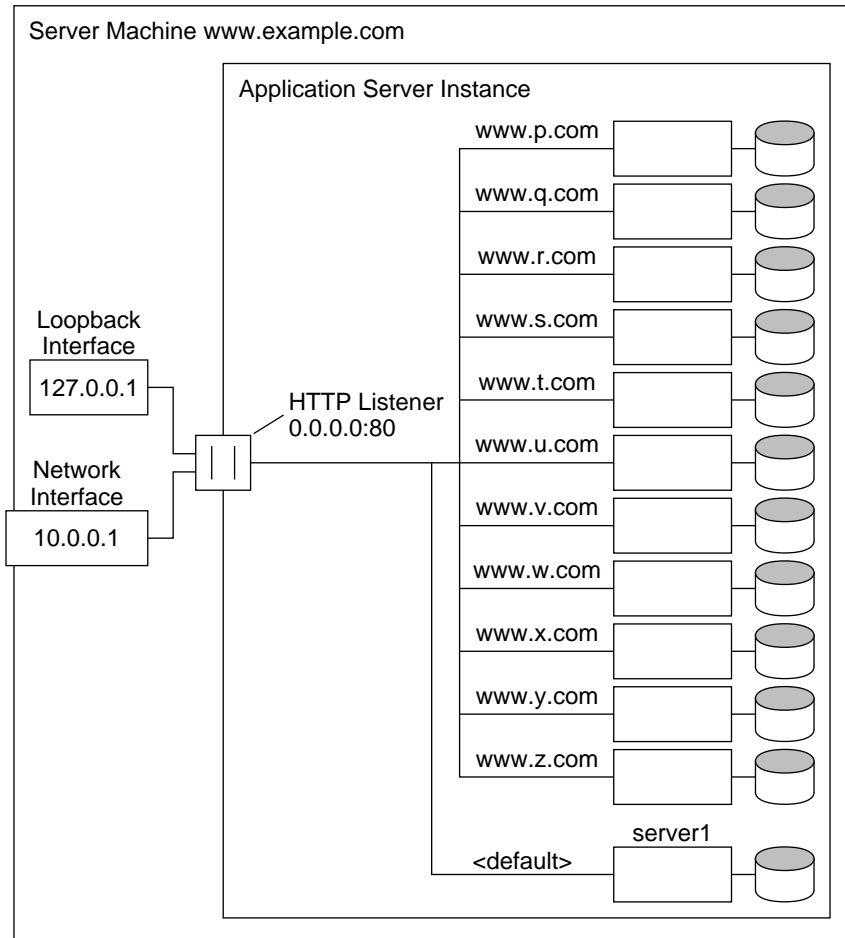 Server Machine www.example.com
Application Server Instance
www.p.com
www.q.com
www.r.com
www.s.com
Loopback
Interface
127.0.0.1
www.t.com
HTTP Listener
0.0.0.0:80
www.u.com
Network
Interface
10.0.0.1
www.v.com
www.w.com
www.x.com
www.y.com
www.z.com
server1
<default>